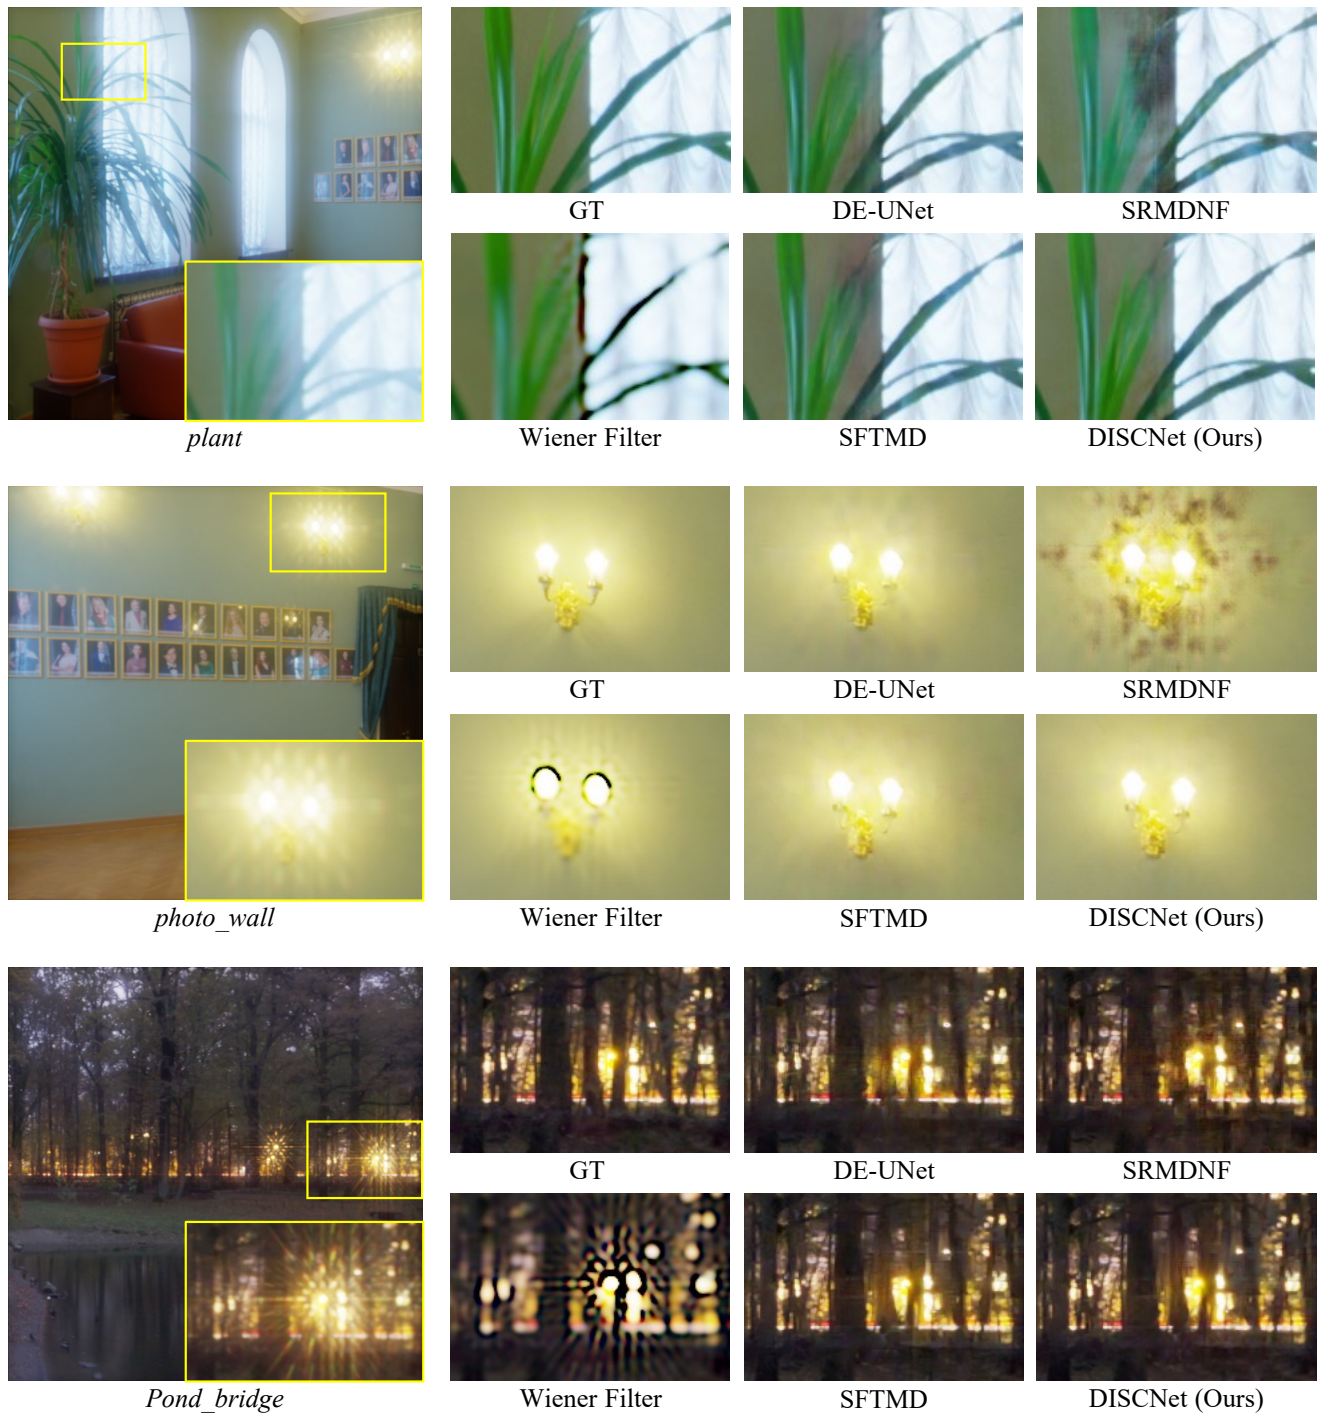 GT
DE-UNet
SRMDNF
plant
Wiener Filter
SFTMD
DISCNet (Ours)
GT
DE-UNet
SRMDNF
photo_wall
Wiener Filter
SFTMD
DISCNet (Ours)
GT
DE-UNet
SRMDNF
Pond_bridge
Wiener Filter
SFTMD
DISCNet (Ours)